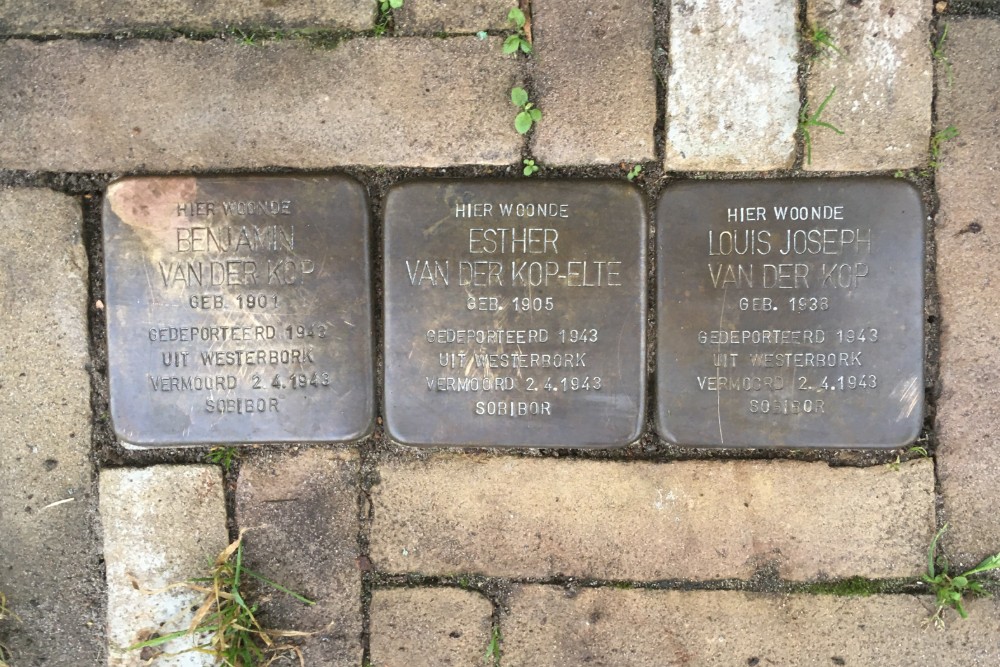 HIER WOONDE
BENJAMIN
VAN DER KOP
GEB. 1901
GEDEPORTEERD 1943
UIT WESTERBORK
VERMOORD 2.4.1943
SOBIBOR
HIER WOONDE
ESTHER
VAN DER KOP-ELTE
GEB. 1905
GEDEPORTEERD 1943
UIT WESTERBORK
VERMOORD 2.4.1943
SOBIBOR
HIER WOONDE
LOUIS JOSEPH
VAN DER KOP
GEB. 1938
GEDEPORTEERD 1943
UIT WESTERBORK
VERMOORD 2.4.1943
SOBIBOR